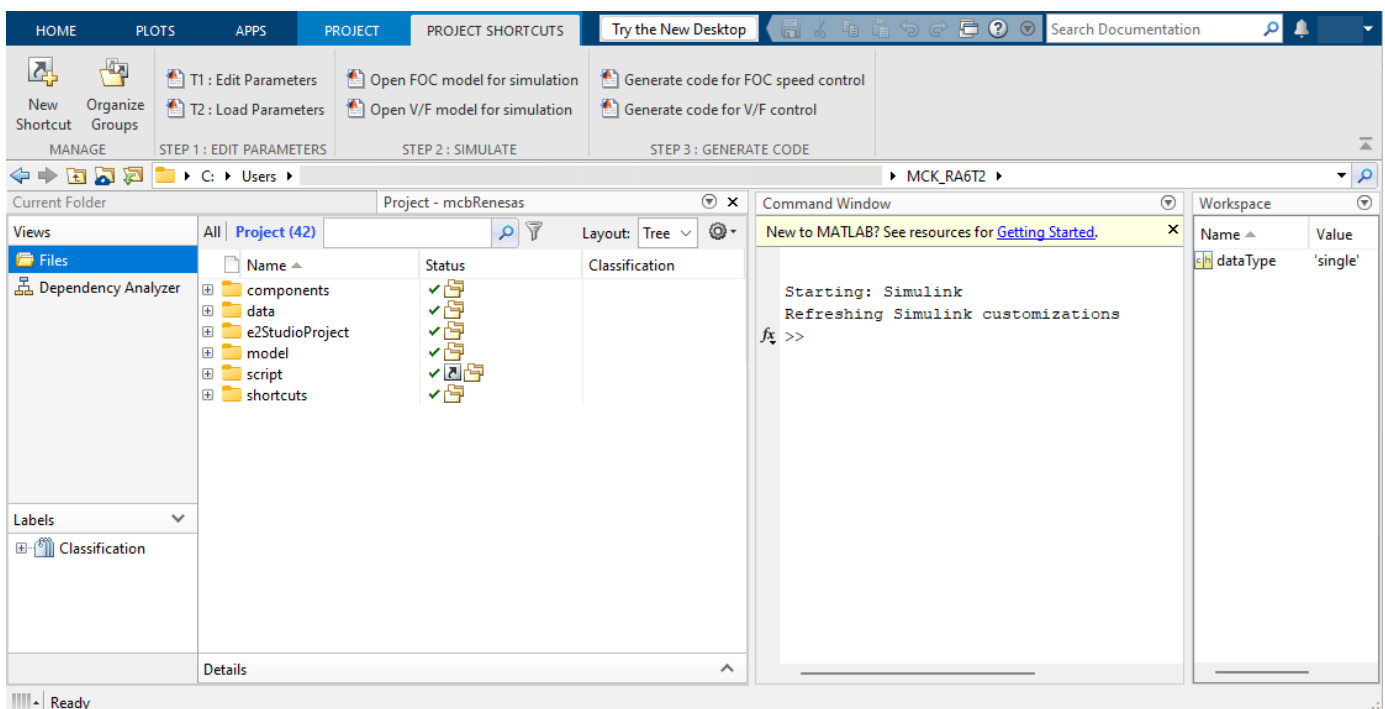 HOME PLOTS APPS PROJECT PROJECT SHORTCUTS Try the New Desktop Search Documentation
T1 : Edit Parameters Open FOC model for simulation Generate code for FOC speed control
New Shortcut Organize Groups T2 : Load Parameters Open V/F model for simulation Generate code for V/F control
MANAGE STEP 1 : EDIT PARAMETERS STEP 2 : SIMULATE STEP 3 : GENERATE CODE
C: Users MCK_RA6T2
Current Folder Project - mcbRenesas Command Window Workspace
Views All Project (42) Layout: Tree New to MATLAB? See resources for Getting Started. Name Value
Files Name Status Classification ch dataType 'single'
Dependency Analyzer components Starting: Simulink
data Refreshing Simulink customizations
e2StudioProject fx >>
model
script
shortcuts
Labels
Classification
Details
Ready